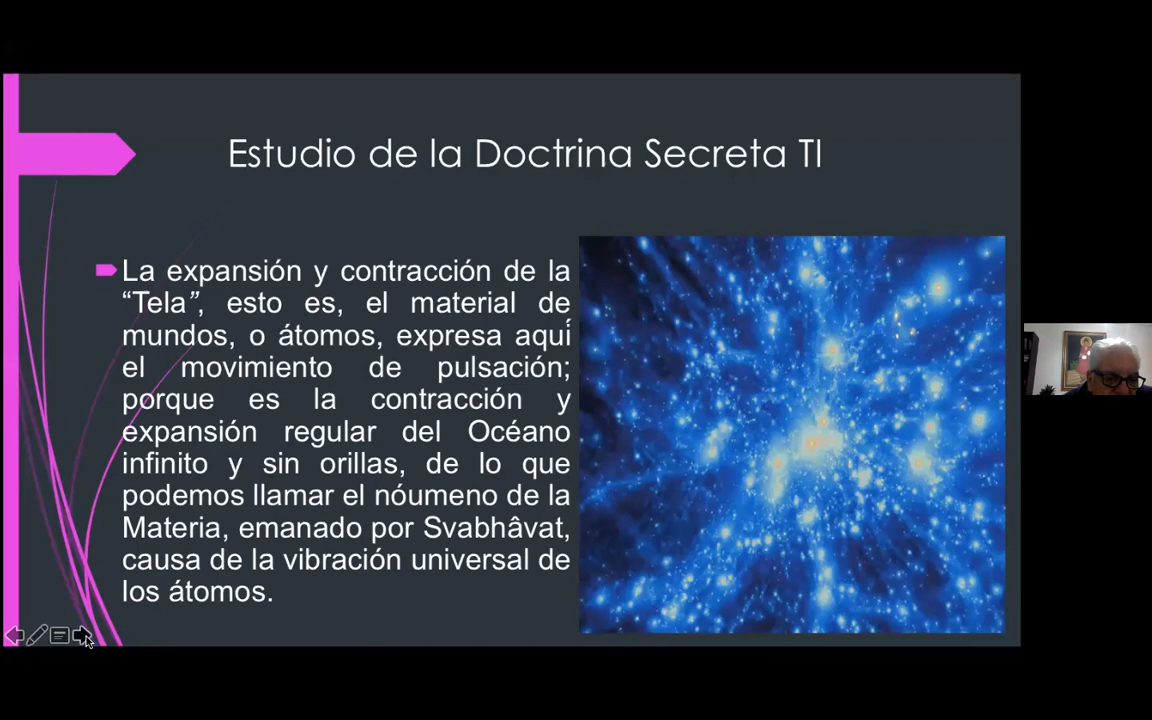 Estudio de la Doctrina Secreta TI
La expansión y contracción de la
“Tela”, esto es, el material de
mundos, o átomos, expresa aquí
el movimiento de pulsación;
porque es la contracción y
expansión regular del Océano
infinito y sin orillas, de lo que
podemos llamar el nóumeno de la
Materia, emanado por Svabhâvat,
causa de la vibración universal de
los átomos.